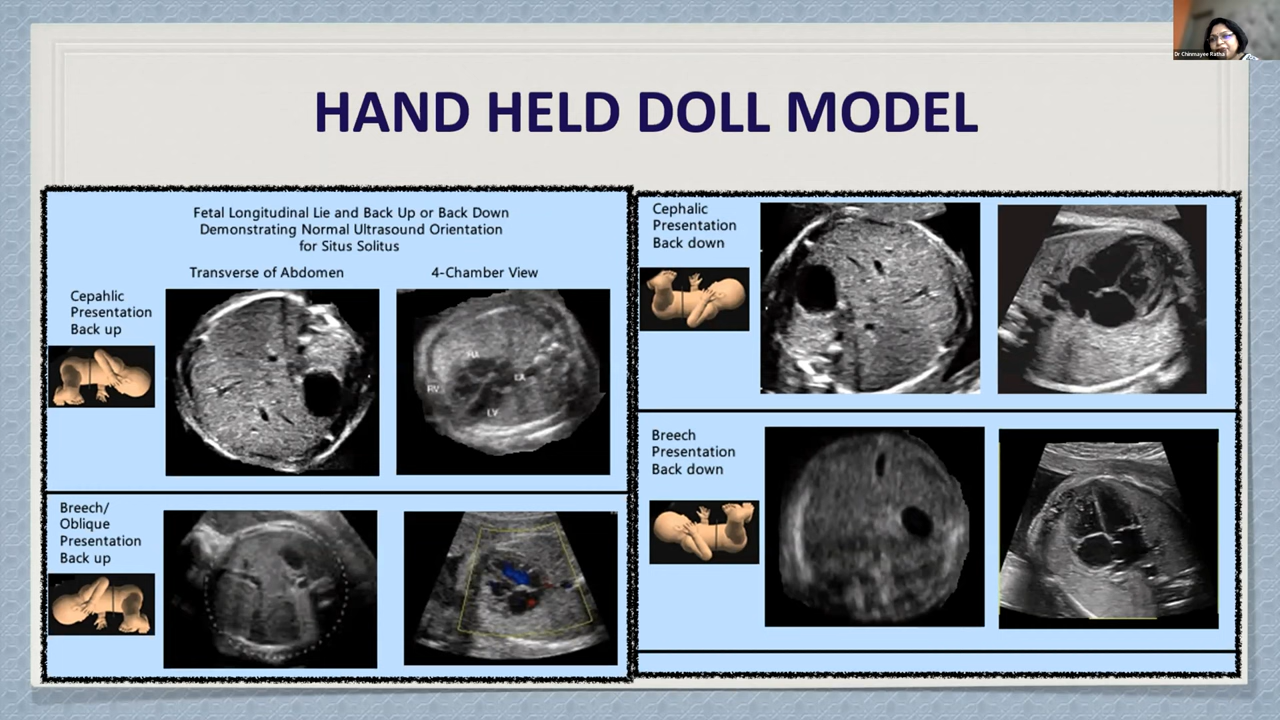 Dr Chinmayee Ratha
HAND HELD DOLL MODEL
Fetal Longitudinal Lie and Back Up or Back Down
Demonstrating Normal Ultrasound Orientation
for Situs Solitus
Transverse of Abdomen
4-Chamber View
Cepahlic
Presentation
Back up
RA
RV
LA
LV
Breech/
Oblique
Presentation
Back up
Cephalic
Presentation
Back down
Breech
Presentation
Back down